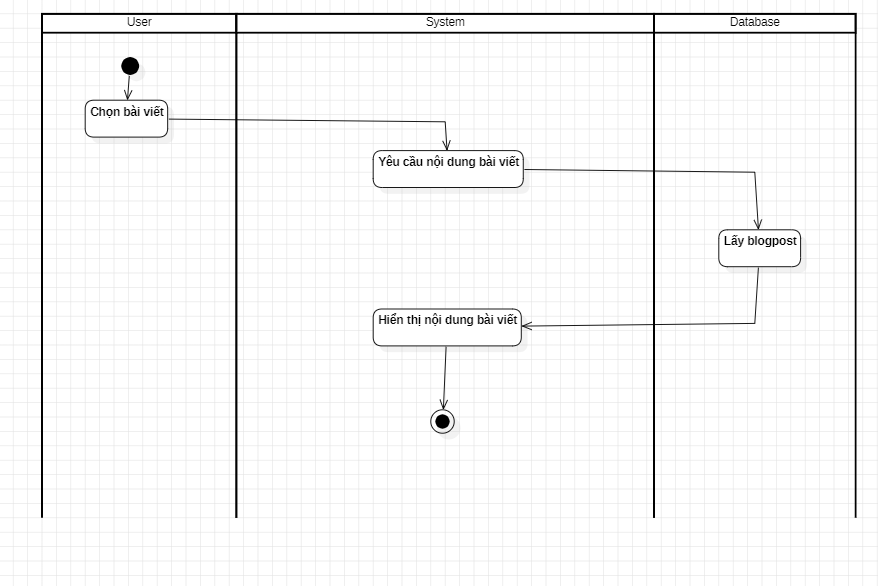 User
System
Database
Chọn bài viết
Yêu cầu nội dung bài viết
Lấy blogpost
Hiển thị nội dung bài viết